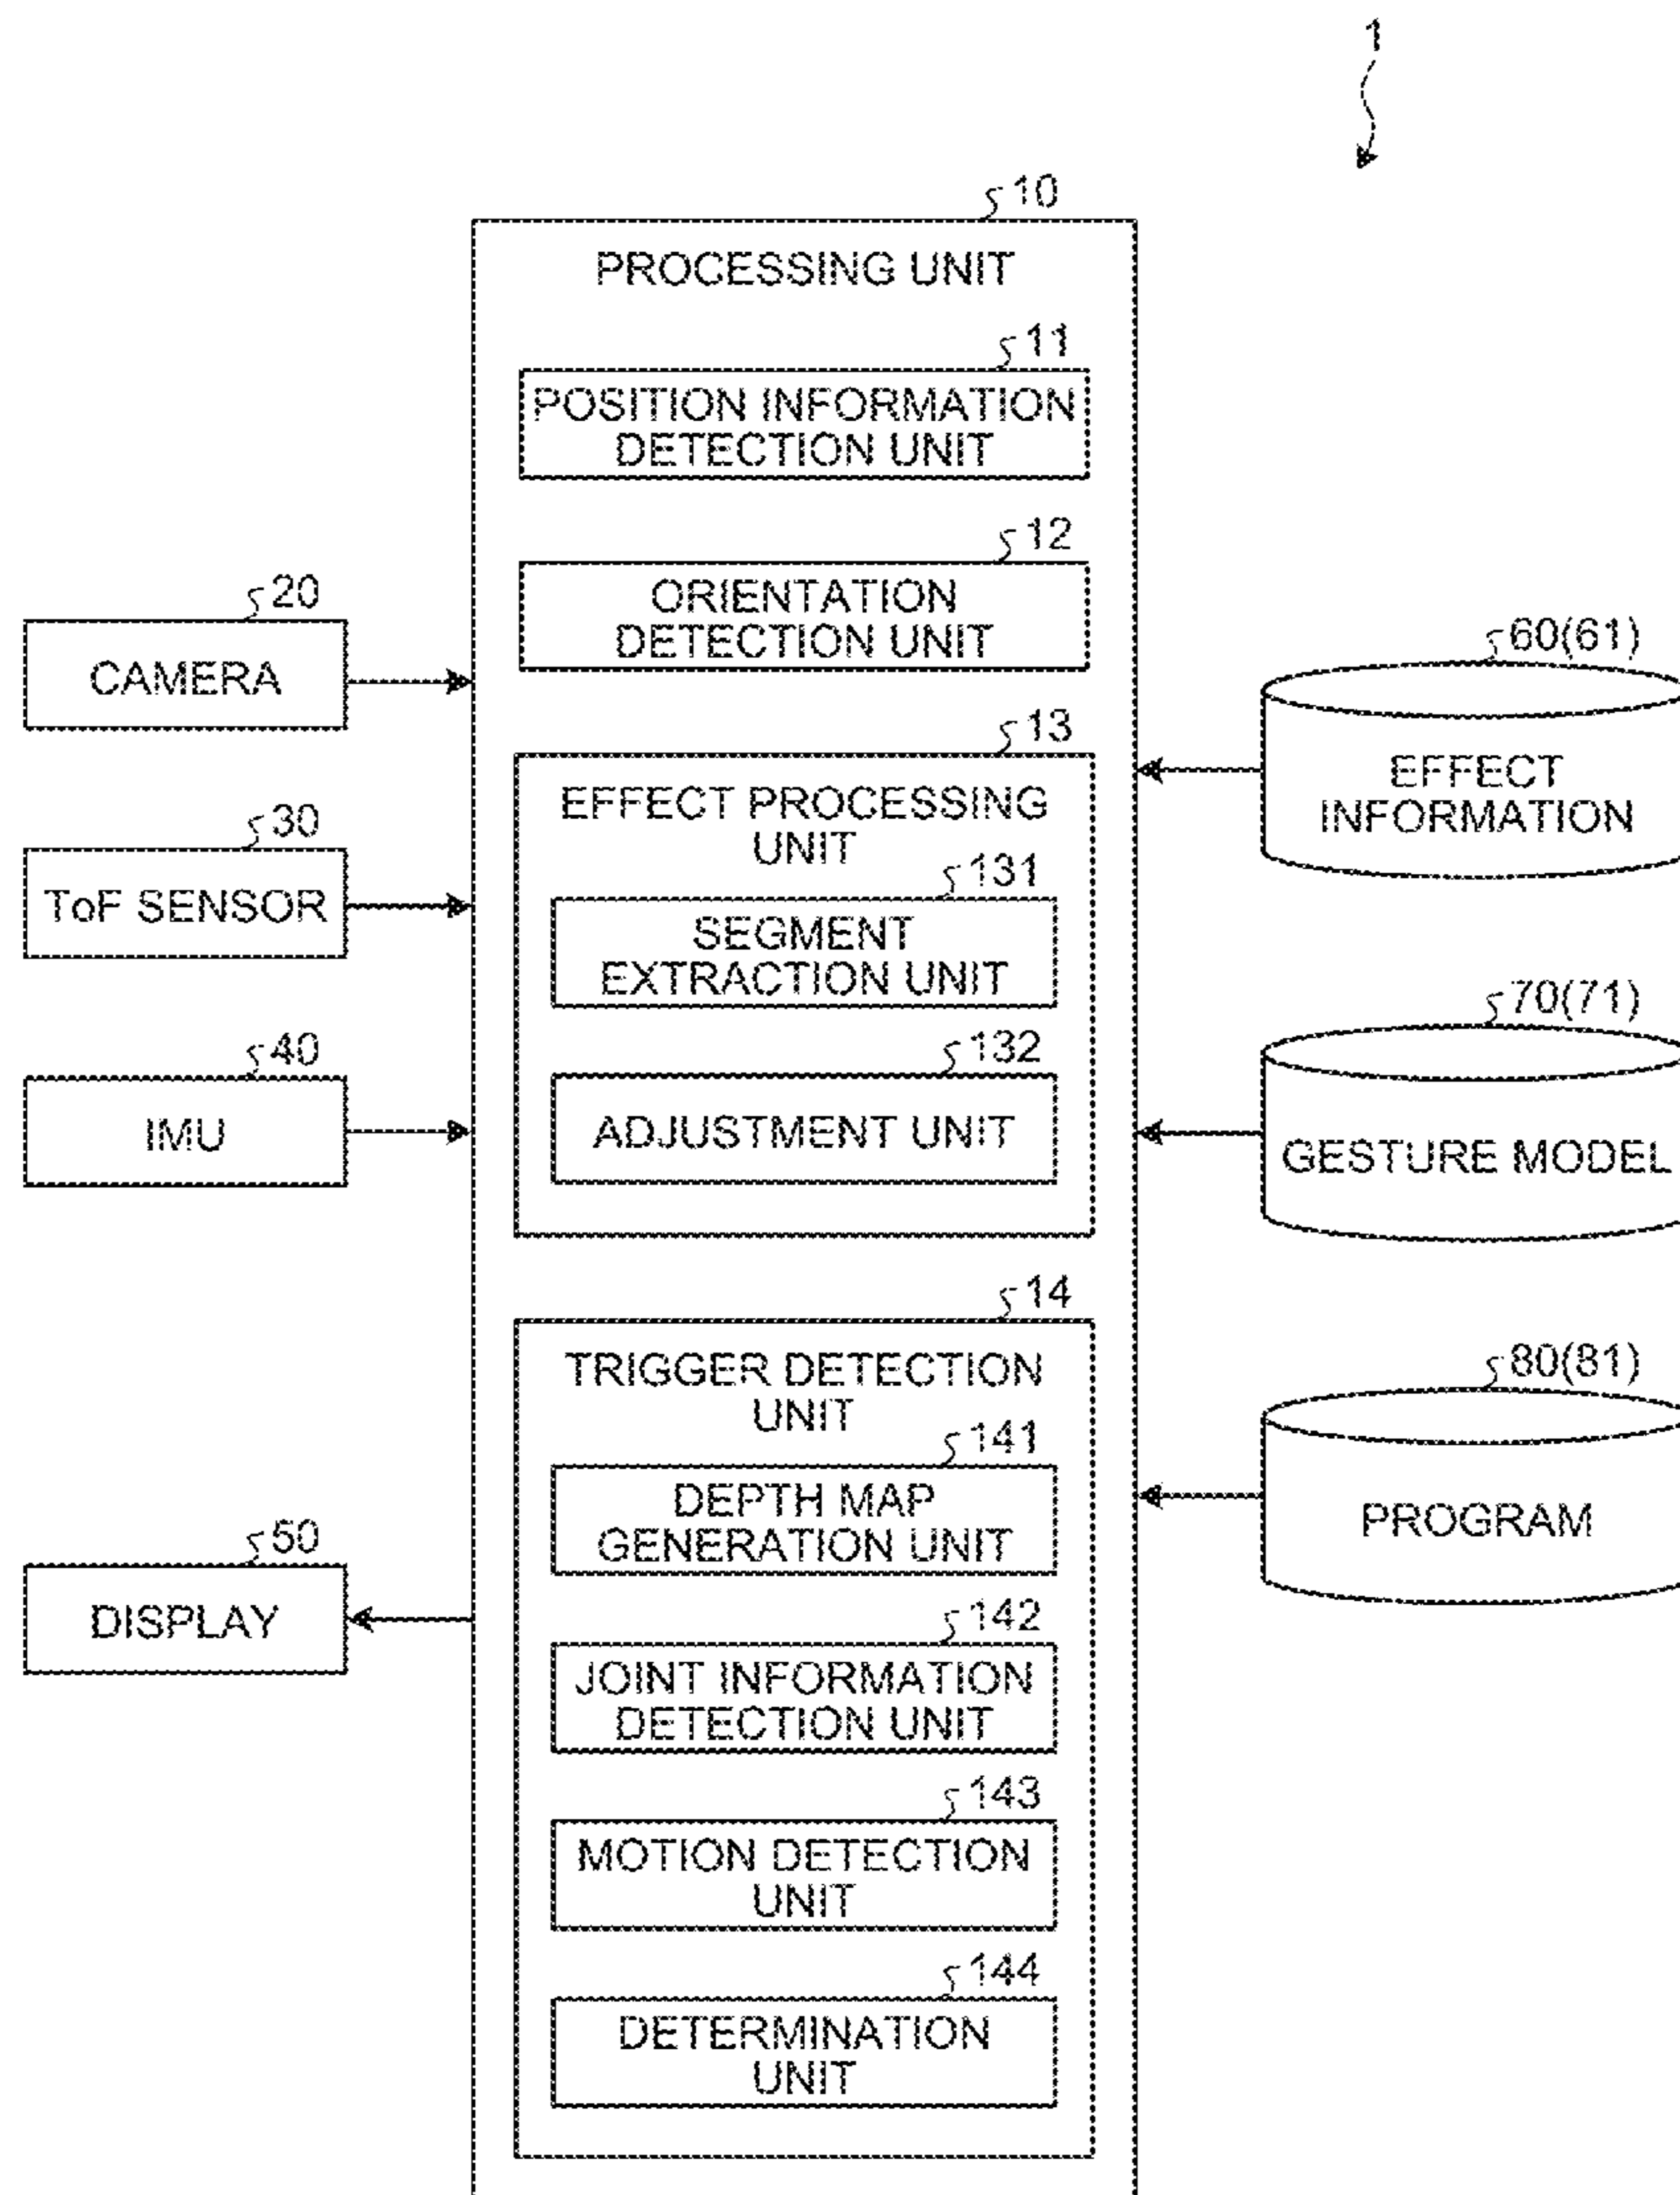 1
10
PROCESSING UNIT
11
POSITION INFORMATION
DETECTION UNIT
12
ORIENTATION
DETECTION UNIT
20
CAMERA
60(61)
EFFECT
INFORMATION
13
EFFECT PROCESSING
UNIT
30
ToF SENSOR
131
SEGMENT
EXTRACTION UNIT
70(71)
GESTURE MODEL
40
IMU
132
ADJUSTMENT UNIT
14
TRIGGER DETECTION
UNIT
80(81)
PROGRAM
141
DEPTH MAP
GENERATION UNIT
50
DISPLAY
142
JOINT INFORMATION
DETECTION UNIT
143
MOTION DETECTION
UNIT
144
DETERMINATION
UNIT